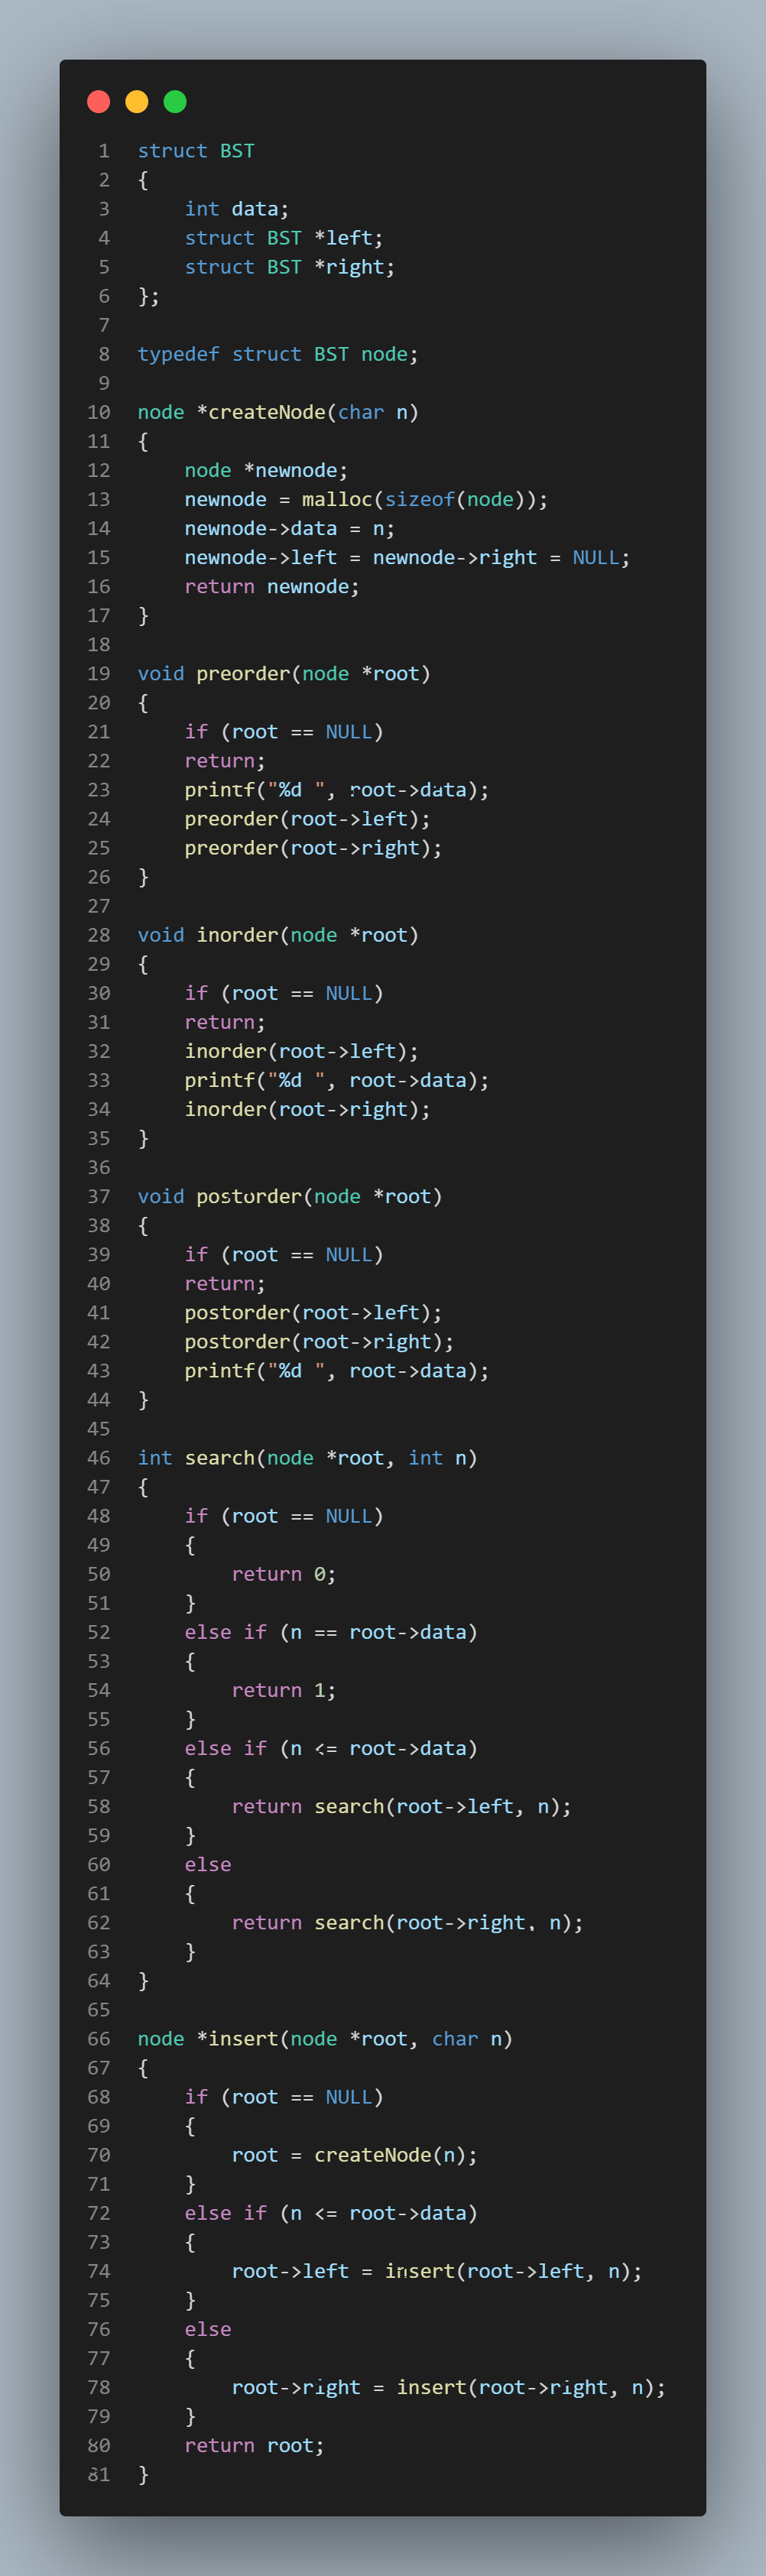 1 struct BST
2 {
3     int data;
4     struct BST *left;
5     struct BST *right;
6 };
7
8 typedef struct BST node;
9
10 node *createNode(char n)
11 {
12     node *newnode;
13     newnode = malloc(sizeof(node));
14     newnode->data = n;
15     newnode->left = newnode->right = NULL;
16     return newnode;
17 }
18
19 void preorder(node *root)
20 {
21     if (root == NULL)
22     return;
23     printf("%d ", root->data);
24     preorder(root->left);
25     preorder(root->right);
26 }
27
28 void inorder(node *root)
29 {
30     if (root == NULL)
31     return;
32     inorder(root->left);
33     printf("%d ", root->data);
34     inorder(root->right);
35 }
36
37 void postorder(node *root)
38 {
39     if (root == NULL)
40     return;
41     postorder(root->left);
42     postorder(root->right);
43     printf("%d ", root->data);
44 }
45
46 int search(node *root, int n)
47 {
48     if (root == NULL)
49     {
50         return 0;
51     }
52     else if (n == root->data)
53     {
54         return 1;
55     }
56     else if (n <= root->data)
57     {
58         return search(root->left, n);
59     }
60     else
61     {
62         return search(root->right, n);
63     }
64 }
65
66 node *insert(node *root, char n)
67 {
68     if (root == NULL)
69     {
70         root = createNode(n);
71     }
72     else if (n <= root->data)
73     {
74         root->left = insert(root->left, n);
75     }
76     else
77     {
78         root->right = insert(root->right, n);
79     }
80     return root;
81 }